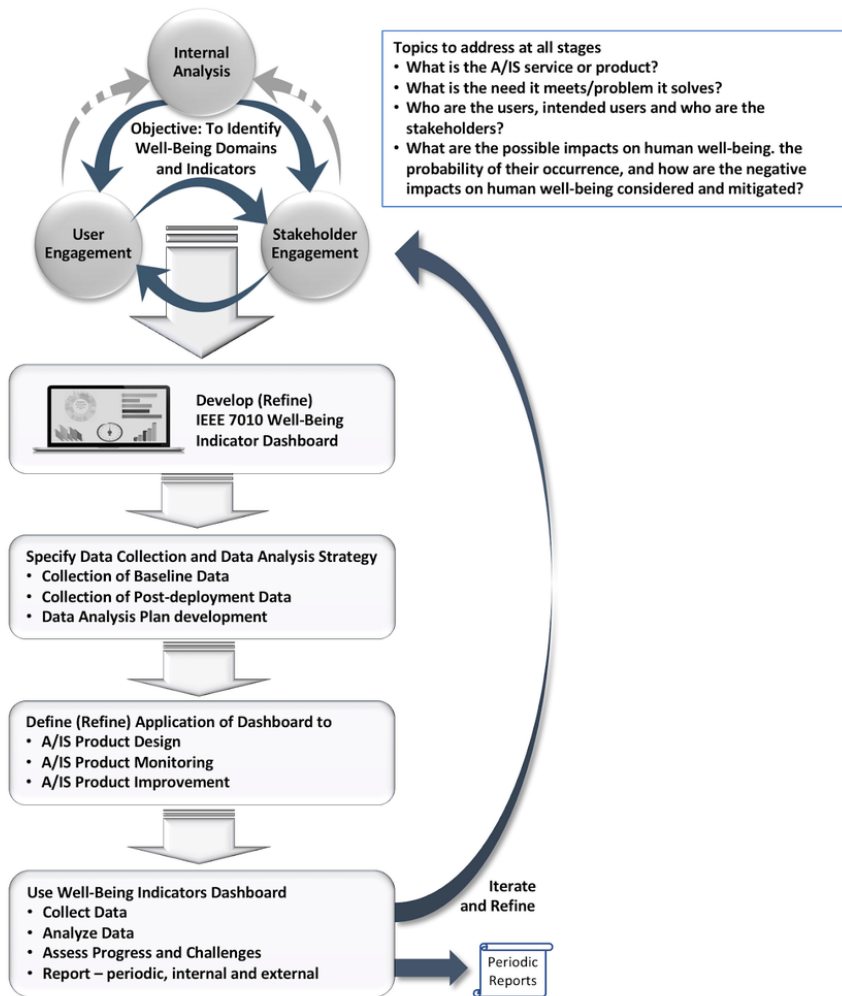 Internal
Analysis
Objective: To Identify
Well-Being Domains
and Indicators
User
Engagement
Stakeholder
Engagement
Topics to address at all stages
• What is the A/IS service or product?
• What is the need it meets/problem it solves?
• Who are the users, intended users and who are the
stakeholders?
• What are the possible impacts on human well-being. the
probability of their occurrence, and how are the negative
impacts on human well-being considered and mitigated?
Develop (Refine)
IEEE 7010 Well-Being
Indicator Dashboard
Specify Data Collection and Data Analysis Strategy
• Collection of Baseline Data
• Collection of Post-deployment Data
• Data Analysis Plan development
Define (Refine) Application of Dashboard to
• A/IS Product Design
• A/IS Product Monitoring
• A/IS Product Improvement
Use Well-Being Indicators Dashboard
• Collect Data
• Analyze Data
• Assess Progress and Challenges
• Report – periodic, internal and external
Iterate
and Refine
Periodic
Reports